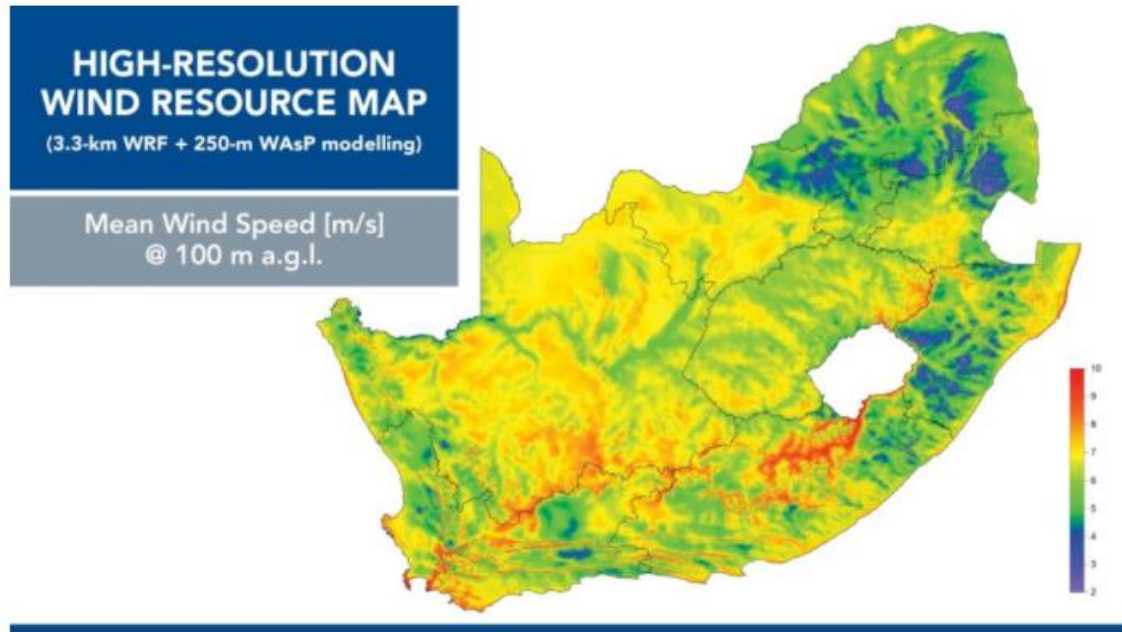 HIGH-RESOLUTION
WIND RESOURCE MAP
(3.3-km WRF + 250-m WAsP modelling)
Mean Wind Speed [m/s]
@ 100 m a.g.l.
10
9
8
7
6
5
4
3
2